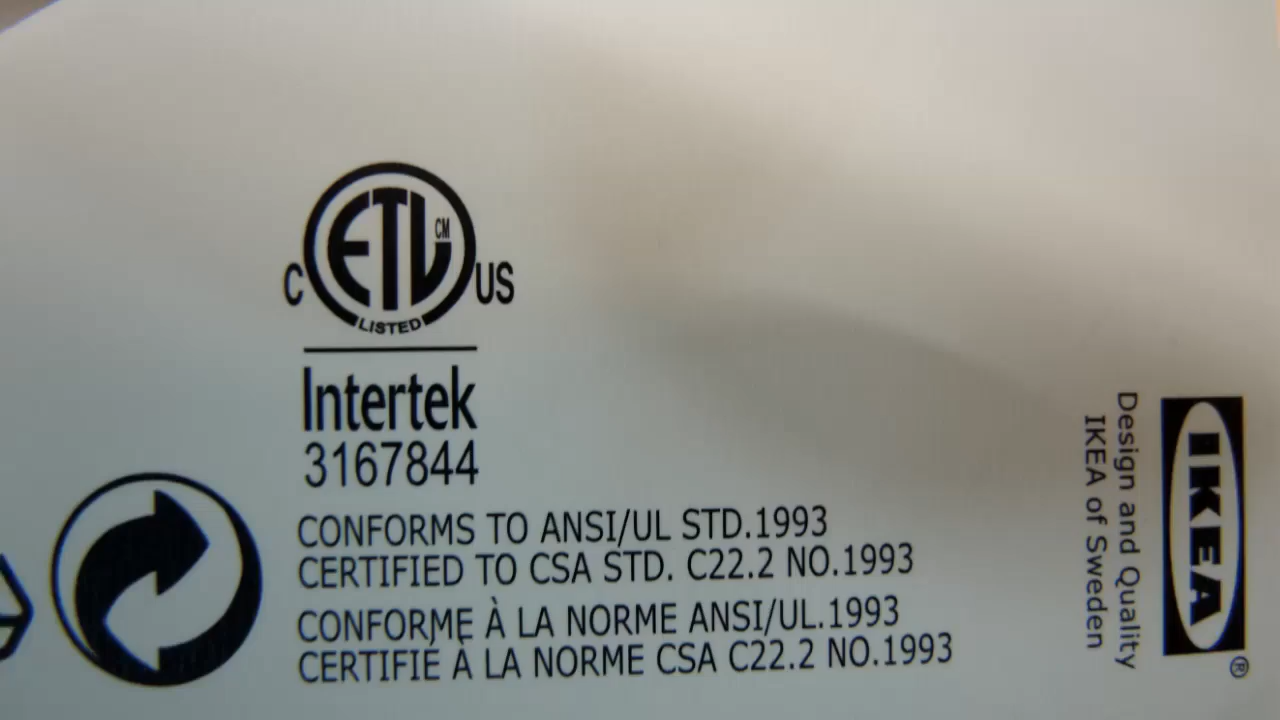 ETL CM
C US
LISTED
Intertek
3167844
CONFORMS TO ANSI/UL STD.1993
CERTIFIED TO CSA STD. C22.2 NO.1993
CONFORME À LA NORME ANSI/UL.1993
CERTIFIÉ À LA NORME CSA C22.2 NO.1993
IKEA®
Design and Quality
IKEA of Sweden